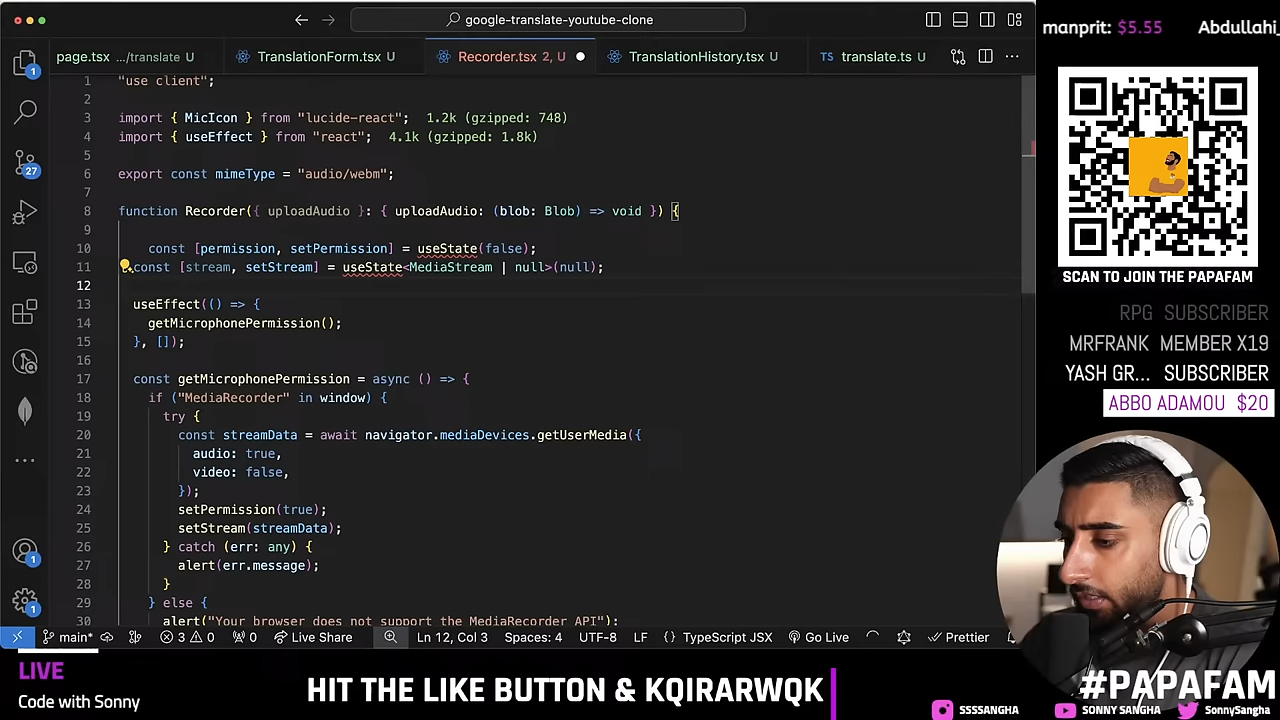 google-translate-youtube-clone
manprit: $5.55 Abdullahi_
page.tsx .../translate U
TranslationForm.tsx U
Recorder.tsx 2, U
TranslationHistory.tsx U
TS translate.ts U
1 "use client";
2
3 import { MicIcon } from "lucide-react"; 1.2k (gzipped: 748)
4 import { useEffect } from "react"; 4.1k (gzipped: 1.8k)
5
6 export const mimeType = "audio/webm";
7
8 function Recorder({ uploadAudio }: { uploadAudio: (blob: Blob) => void }) {
9
10 const [permission, setPermission] = useState(false);
11 const [stream, setStream] = useState<MediaStream | null>(null);
12
13 useEffect(() => {
14 getMicrophonePermission();
15 }, []);
16
17 const getMicrophonePermission = async () => {
18 if ("MediaRecorder" in window) {
19 try {
20 const streamData = await navigator.mediaDevices.getUserMedia({
21 audio: true,
22 video: false,
23 });
24 setPermission(true);
25 setStream(streamData);
26 } catch (err: any) {
27 alert(err.message);
28 }
29 } else {
30 alert("Your browser does not support the MediaRecorder API");
1
27
1
1
main* 3 0 0 Live Share Ln 12, Col 3 Spaces: 4 UTF-8 LF {} TypeScript JSX Go Live Prettier
SCAN TO JOIN THE PAPAFAM
RPG SUBSCRIBER
MRFRANK MEMBER X19
YASH GR... SUBSCRIBER
ABBO ADAMOU $20
LIVE
Code with Sonny
HIT THE LIKE BUTTON & KQIRARWQK
#PAPAFAM
SSSSANGHA SONNY SANGHA SonnySangha